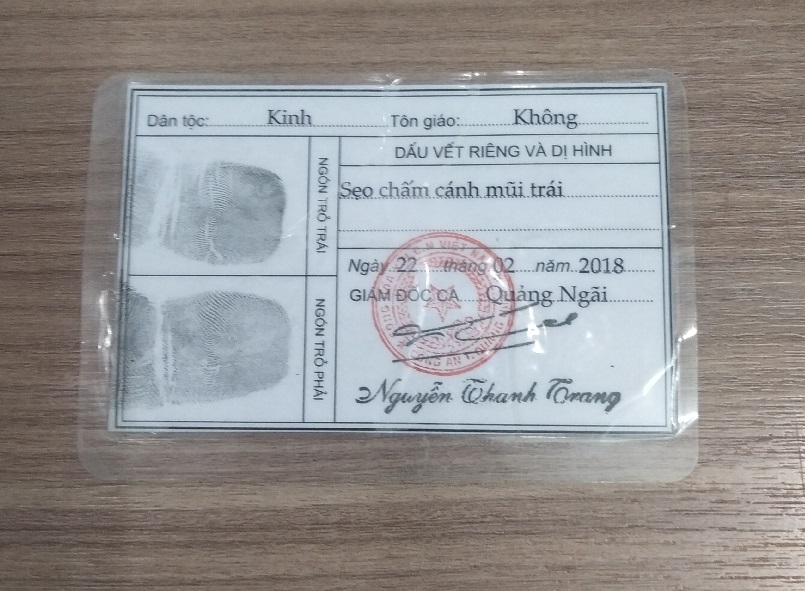 Dân tộc: Kinh Tôn giáo: Không
NGÓN TRỎ TRÁI
NGÓN TRỎ PHẢI
DẤU VẾT RIÊNG VÀ DỊ HÌNH
Sẹo chấm cánh mũi trái
Ngày 22 tháng 02 năm 2018
GIÁM ĐỐC CA Quảng Ngãi
Nguyễn Thanh Trang